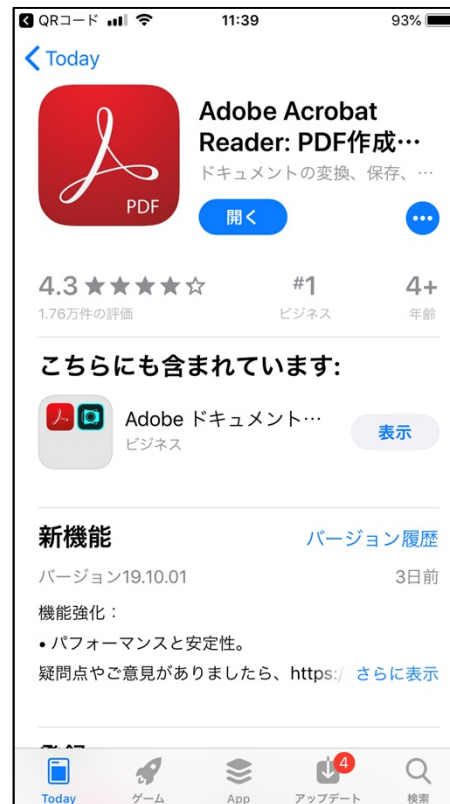 QRコード 11:39 93%
Today
Adobe Acrobat
Reader: PDF作成…
ドキュメントの変換、保存、…
PDF
開く
4.3 #1 4+
1.76万件の評価 ビジネス 年齢
こちらにも含まれています:
Adobe ドキュメント…
ビジネス
表示
新機能 バージョン履歴
バージョン19.10.01 3日前
機能強化：
• パフォーマンスと安定性。
疑問点やご意見がありましたら、https:/ さらに表示
4
Today ゲーム App アップデート 検索